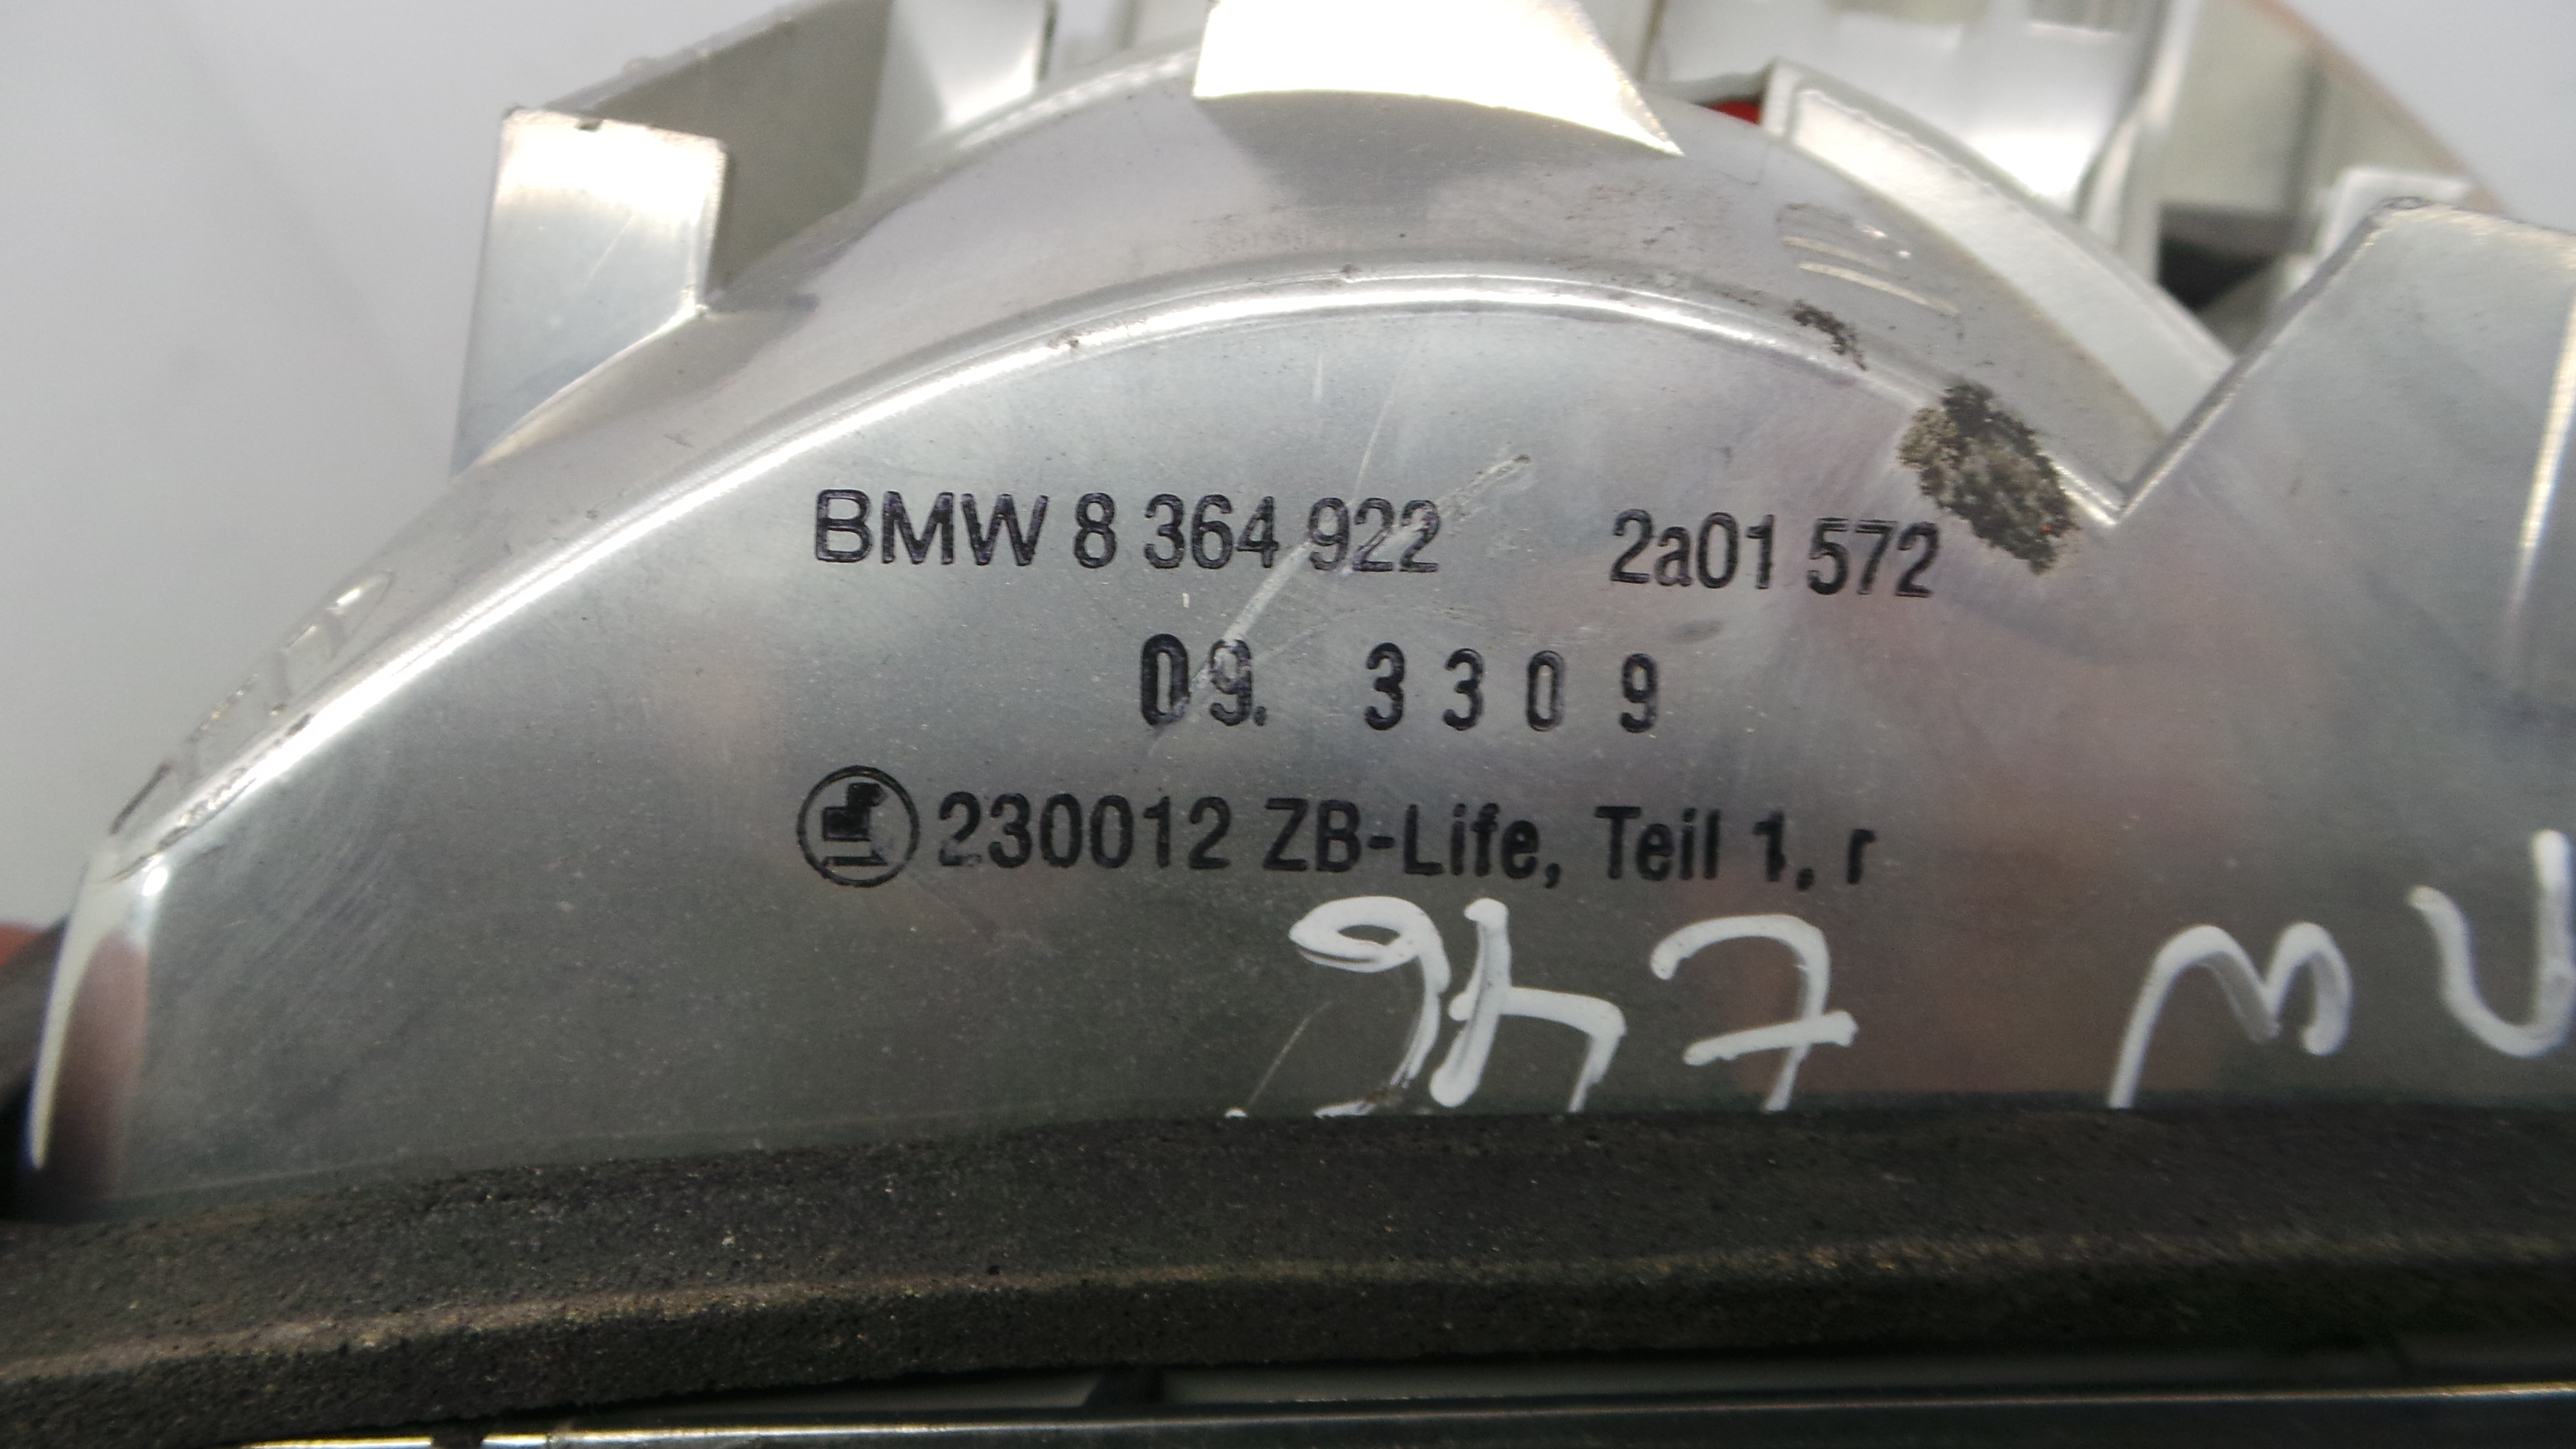 BMW 8 364 922 2a01 572
09. 3309
230012 ZB-Life, Teil 1, r